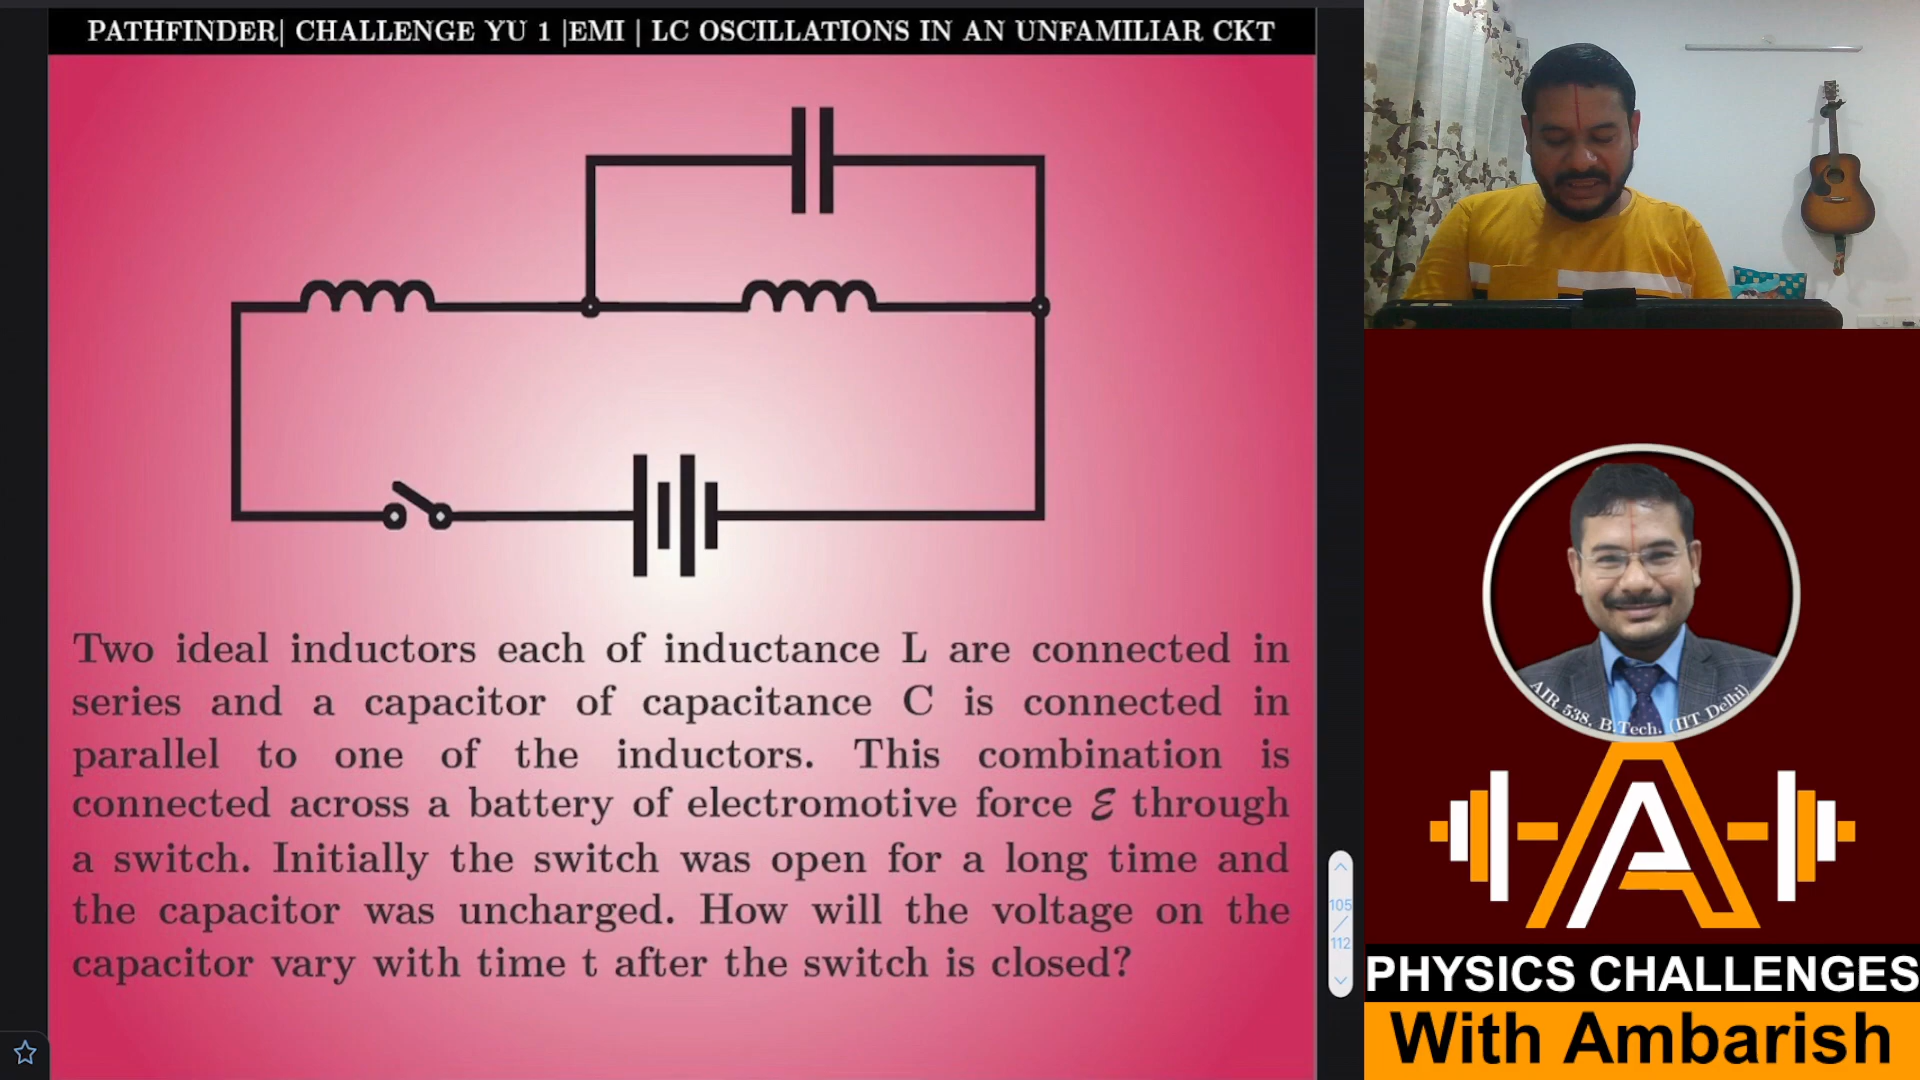 PATHFINDER| CHALLENGE YU 1 |EMI | LC OSCILLATIONS IN AN UNFAMILIAR CKT
Two ideal inductors each of inductance L are connected in
series and a capacitor of capacitance C is connected in
parallel to one of the inductors. This combination is
connected across a battery of electromotive force ℰ through
a switch. Initially the switch was open for a long time and
the capacitor was uncharged. How will the voltage on the
capacitor vary with time t after the switch is closed?
105
/
112
AIR 538, B.Tech. (IIT Delhi)
A
PHYSICS CHALLENGES
With Ambarish